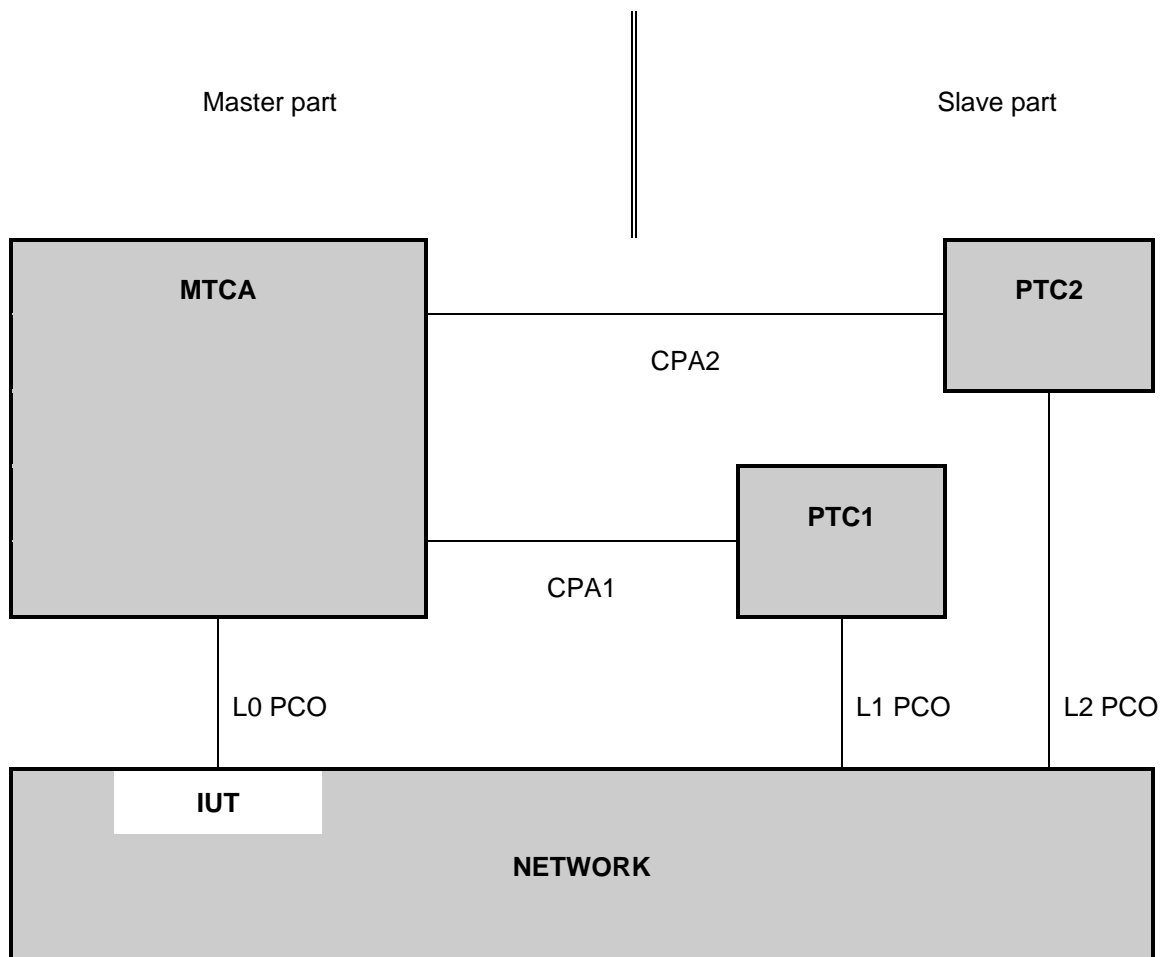 Master part
Slave part
MTCA
PTC2
CPA2
PTC1
CPA1
L0 PCO
L1 PCO
L2 PCO
IUT
NETWORK